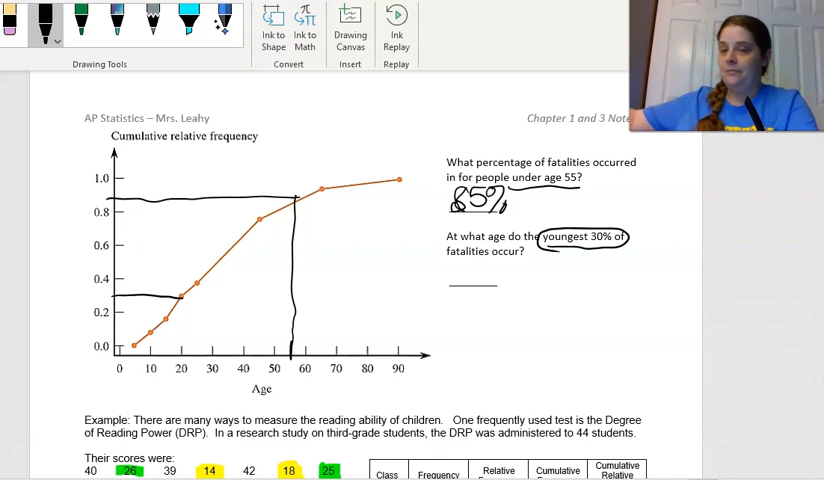 Ink to Shape
Ink to Math
Drawing Canvas
Ink Replay
Drawing Tools
Convert
Insert
Replay
AP Statistics – Mrs. Leahy
Chapter 1 and 3 Note
Cumulative relative frequency
1.0
0.8
0.6
0.4
0.2
0.0
0 10 20 30 40 50 60 70 80 90
Age
What percentage of fatalities occurred
in for people under age 55?
85%
At what age do the youngest 30% of
fatalities occur?
Example: There are many ways to measure the reading ability of children. One frequently used test is the Degree
of Reading Power (DRP). In a research study on third-grade students, the DRP was administered to 44 students.
Their scores were:
40 26 39 14 42 18 25
Class
Frequency
Relative
Cumulative
Cumulative
Relative